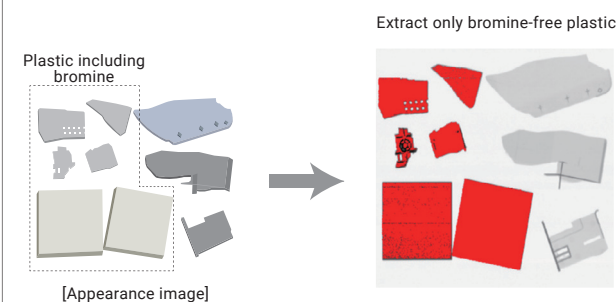 Extract only bromine-free plastic
Plastic including
bromine
[Appearance image]